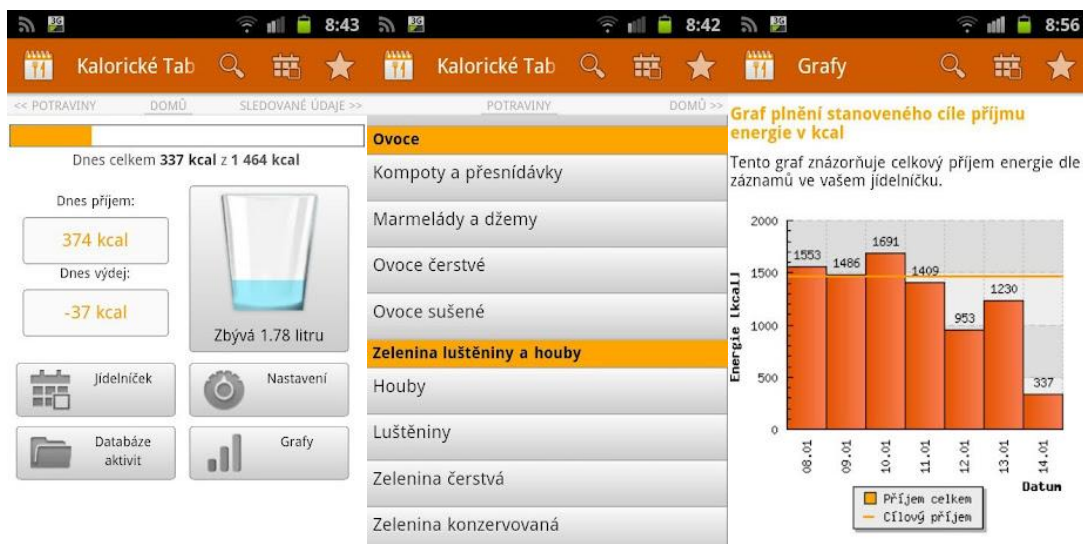 3G
8:43
Kalorické Tab
<< POTRAVINY DOMŮ SLEDOVANÉ ÚDAJE >>
Dnes celkem 337 kcal z 1 464 kcal
Dnes příjem:
374 kcal
Dnes výdej:
-37 kcal
Zbývá 1.78 litru
Jídelníček
Nastavení
Databáze
aktivit
Grafy
3G
8:42
Kalorické Tab
POTRAVINY DOMŮ >>
Ovoce
Kompoty a přesnídávky
Marmelády a džemy
Ovoce čerstvé
Ovoce sušené
Zelenina luštěniny a houby
Houby
Luštěniny
Zelenina čerstvá
Zelenina konzervovaná
3G
8:56
Grafy
Graf plnění stanoveného cíle příjmu
energie v kcal
Tento graf znázorňuje celkový příjem energie dle
záznamů ve vašem jídelníčku.
Energie [kcal]
2000
1500
1000
500
0
1553
1486
1691
1409
953
1230
337
08.01
09.01
10.01
11.01
12.01
13.01
14.01
Datum
Příjem celkem
Cílový příjem